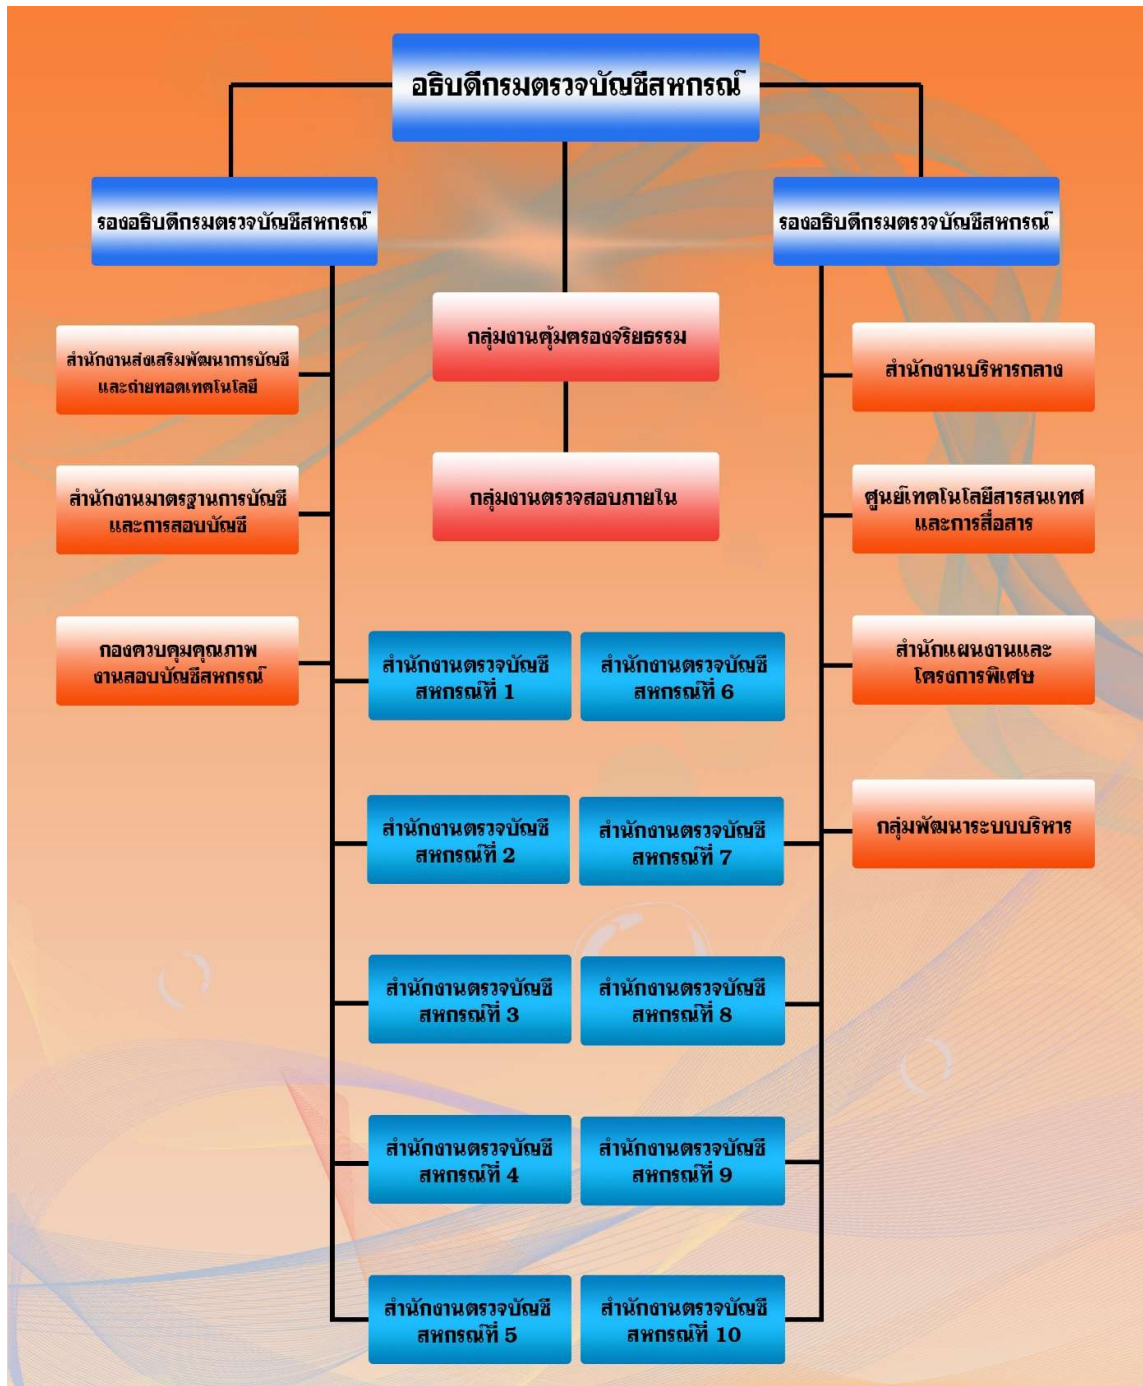 อธิบดีกรมตรวจบัญชีสหกรณ์
รองอธิบดีกรมตรวจบัญชีสหกรณ์
รองอธิบดีกรมตรวจบัญชีสหกรณ์
กลุ่มงานคุ้มครองจริยธรรม
กลุ่มงานตรวจสอบภายใน
สำนักงานส่งเสริมพัฒนาการบัญชี
และถ่ายทอดเทคโนโลยี
สำนักงานมาตรฐานการบัญชี
และการสอบบัญชี
กองควบคุมคุณภาพ
งานสอบบัญชีสหกรณ์
สำนักงานบริหารกลาง
ศูนย์เทคโนโลยีสารสนเทศ
และการสื่อสาร
สำนักแผนงานและ
โครงการพิเศษ
กลุ่มพัฒนาระบบบริหาร
สำนักงานตรวจบัญชี
สหกรณ์ที่ 1
สำนักงานตรวจบัญชี
สหกรณ์ที่ 6
สำนักงานตรวจบัญชี
สหกรณ์ที่ 2
สำนักงานตรวจบัญชี
สหกรณ์ที่ 7
สำนักงานตรวจบัญชี
สหกรณ์ที่ 3
สำนักงานตรวจบัญชี
สหกรณ์ที่ 8
สำนักงานตรวจบัญชี
สหกรณ์ที่ 4
สำนักงานตรวจบัญชี
สหกรณ์ที่ 9
สำนักงานตรวจบัญชี
สหกรณ์ที่ 5
สำนักงานตรวจบัญชี
สหกรณ์ที่ 10